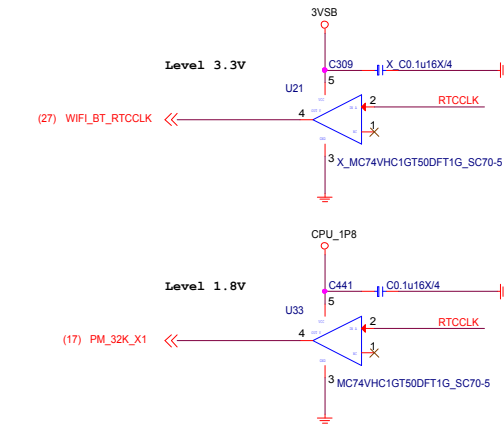 3VSB
Level 3.3V
C309
X_C0.1u16X/4
5
U21
2
RTCCLK
4
(27) WIFI_BT_RTCCLK
1
3
X_MC74VHC1GT50DFT1G_SC70-5
CPU_1P8
Level 1.8V
C441
C0.1u16X/4
5
U33
2
RTCCLK
4
(17) PM_32K_X1
1
3
MC74VHC1GT50DFT1G_SC70-5